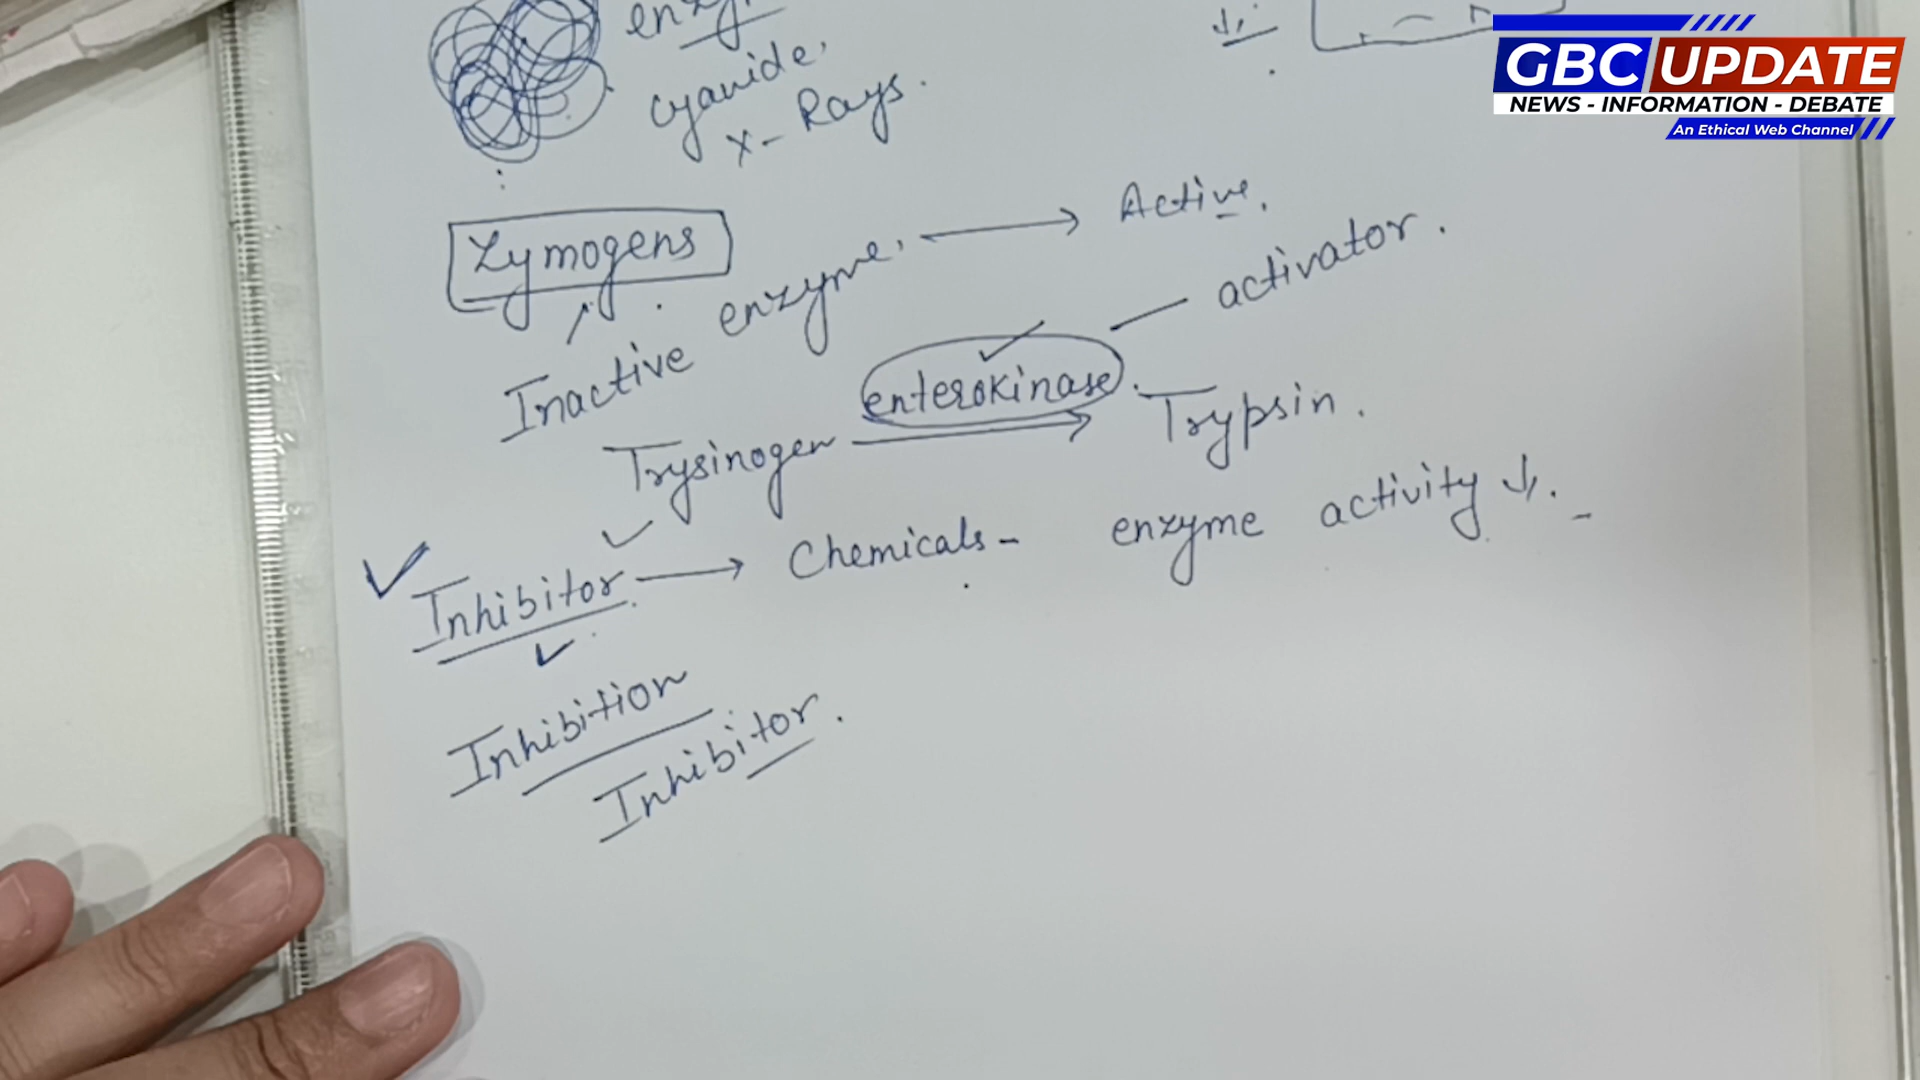 cyanide.
X-Rays.
Zymogens
Inactive enzyme. → Active.
enterokinase. — activator.
Trysinogen → Trypsin.
Inhibitor → Chemicals - enzyme activity ↓.
Inhibition
Inhibitor.
GBC UPDATE
NEWS - INFORMATION - DEBATE
An Ethical Web Channel